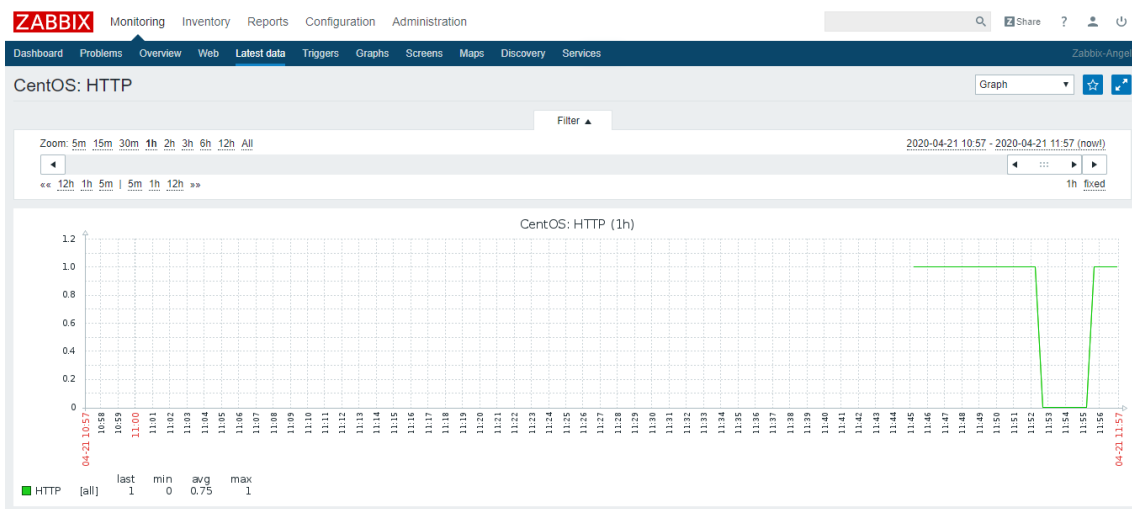 ZABBIX Monitoring Inventory Reports Configuration Administration Z Share ?
Dashboard Problems Overview Web Latest data Triggers Graphs Screens Maps Discovery Services Zabbix-Angel
CentOS: HTTP Graph
Filter ▲
Zoom: 5m 15m 30m 1h 2h 3h 6h 12h All 2020-04-21 10:57 - 2020-04-21 11:57 (now!)
«« 12h 1h 5m | 5m 1h 12h »» 1h fixed
CentOS: HTTP (1h)
1.2
1.0
0.8
0.6
0.4
0.2
0
04-21 10:57 10:58 10:59 11:00 11:01 11:02 11:03 11:04 11:05 11:06 11:07 11:08 11:09 11:10 11:11 11:12 11:13 11:14 11:15 11:16 11:17 11:18 11:19 11:20 11:21 11:22 11:23 11:24 11:25 11:26 11:27 11:28 11:29 11:30 11:31 11:32 11:33 11:34 11:35 11:36 11:37 11:38 11:39 11:40 11:41 11:42 11:43 11:44 11:45 11:46 11:47 11:48 11:49 11:50 11:51 11:52 11:53 11:54 11:55 11:56 04-21 11:57
last min avg max
HTTP [all] 1 0 0.75 1